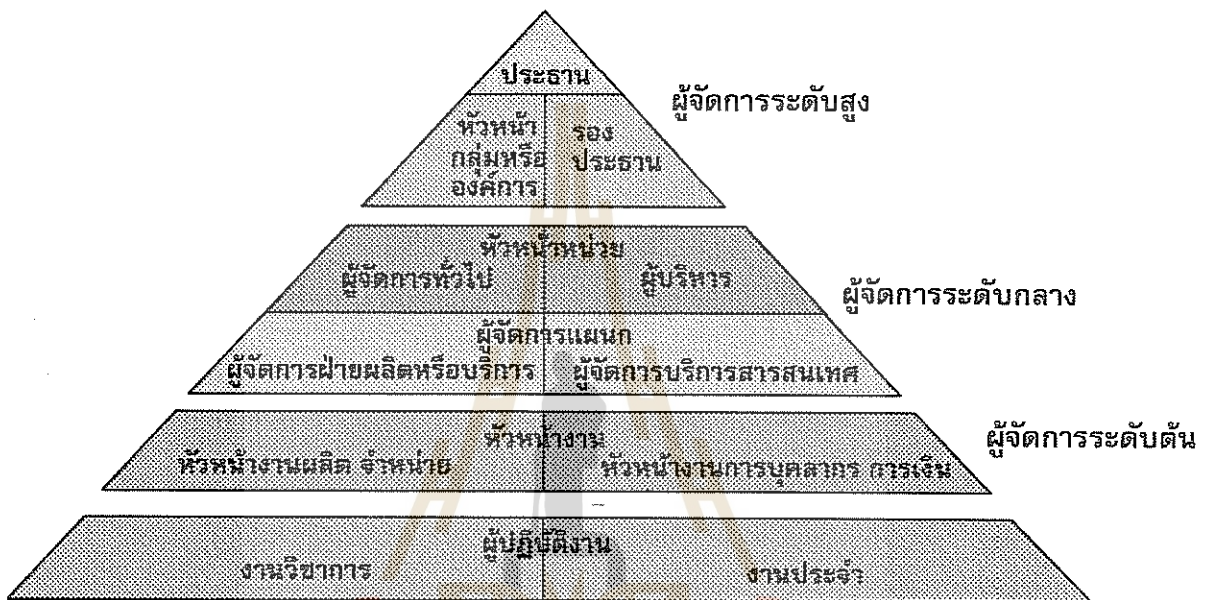 ประธาน
ผู้จัดการระดับสูง
หัวหน้า
กลุ่มหรือ
องค์การ
รอง
ประธาน
หัวหน้าหน่วย
ผู้จัดการทั่วไป
ผู้บริหาร
ผู้จัดการระดับกลาง
ผู้จัดการแผนก
ผู้จัดการฝ่ายผลิตหรือบริการ
ผู้จัดการบริการสารสนเทศ
หัวหน้างาน
ผู้จัดการระดับต้น
หัวหน้างานผลิต จำหน่าย
หัวหน้างานการบุคลากร การเงิน
ผู้ปฏิบัติงาน
งานวิชาการ
งานประจำ